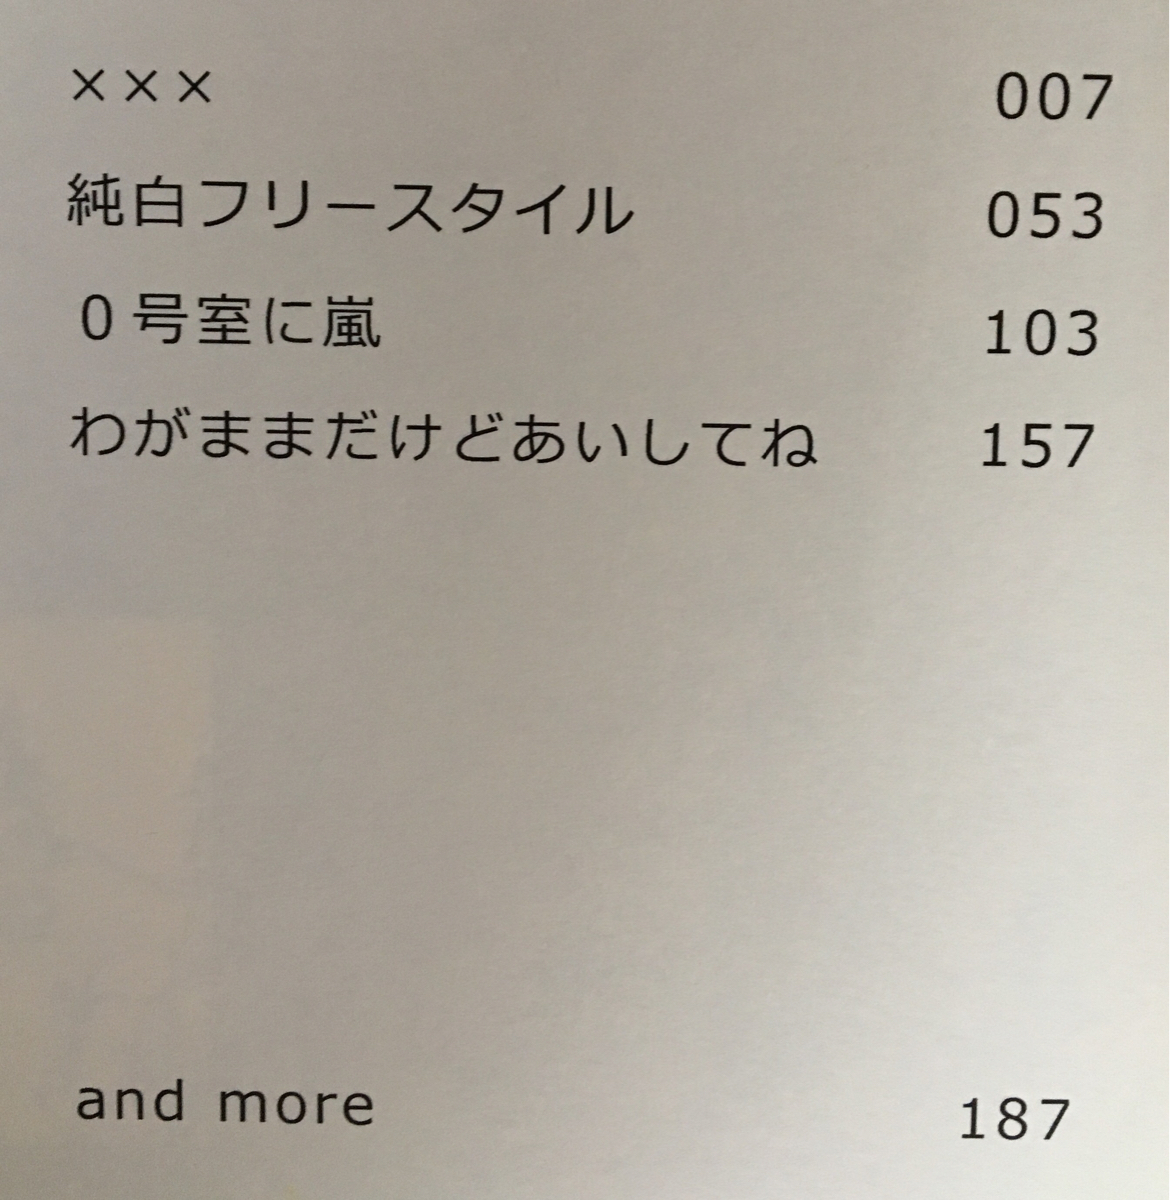 ××× 007
純白フリースタイル 053
０号室に嵐 103
わがままだけどあいしてね 157
and more 187